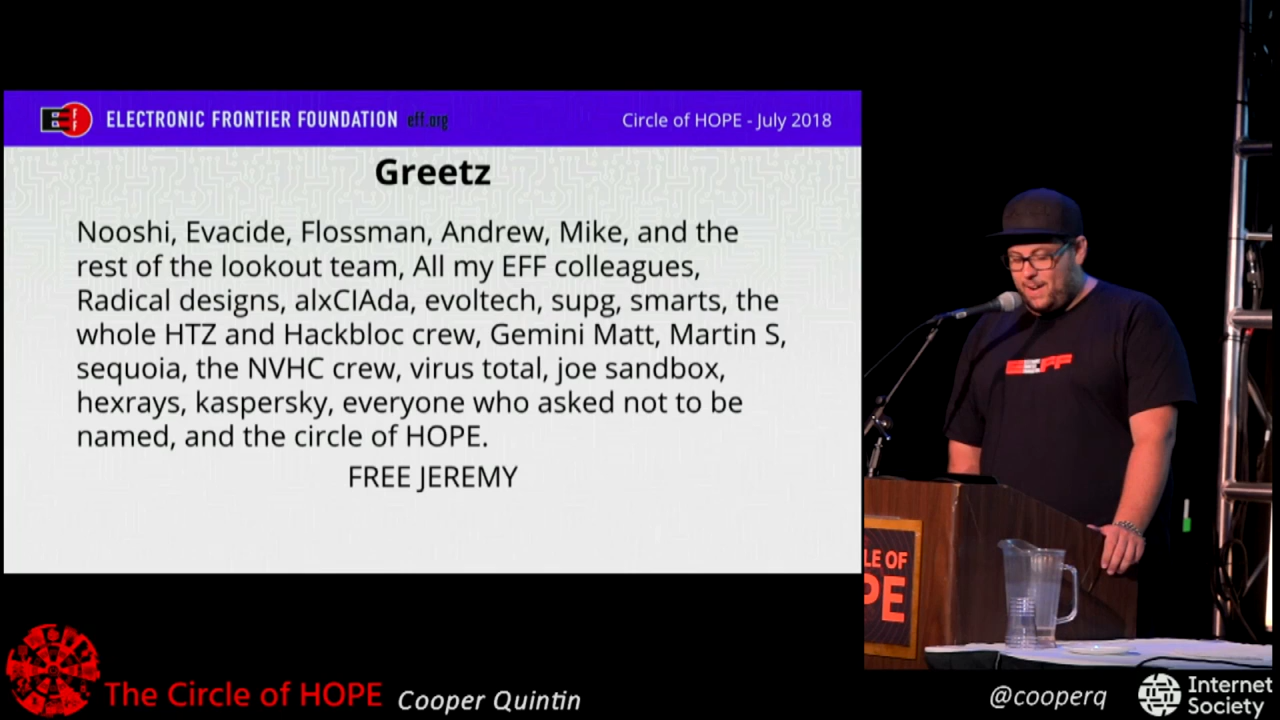 ELECTRONIC FRONTIER FOUNDATION eff.org
Circle of HOPE - July 2018
Greetz
Nooshi, Evacide, Flossman, Andrew, Mike, and the
rest of the lookout team, All my EFF colleagues,
Radical designs, alxCIAda, evoltech, supg, smarts, the
whole HTZ and Hackbloc crew, Gemini Matt, Martin S,
sequoia, the NVHC crew, virus total, joe sandbox,
hexrays, kaspersky, everyone who asked not to be
named, and the circle of HOPE.
FREE JEREMY
EFF
LE OF
PE
The Circle of HOPE Cooper Quintin
@cooperq
Internet
Society